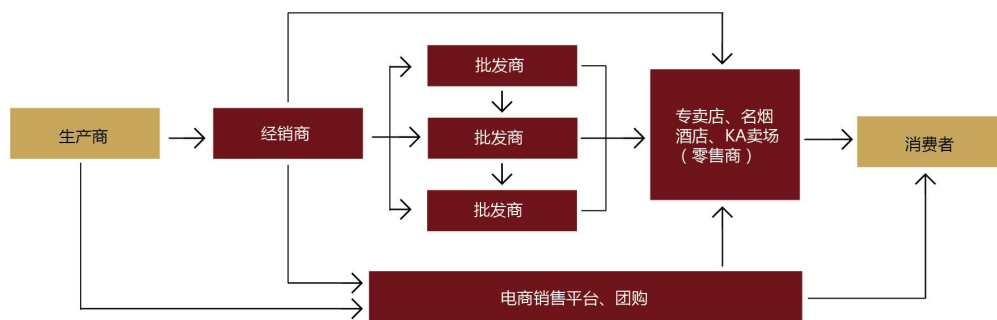 生产商
经销商
批发商
批发商
批发商
专卖店、名烟
酒店、KA卖场
（零售商）
消费者
电商销售平台、团购